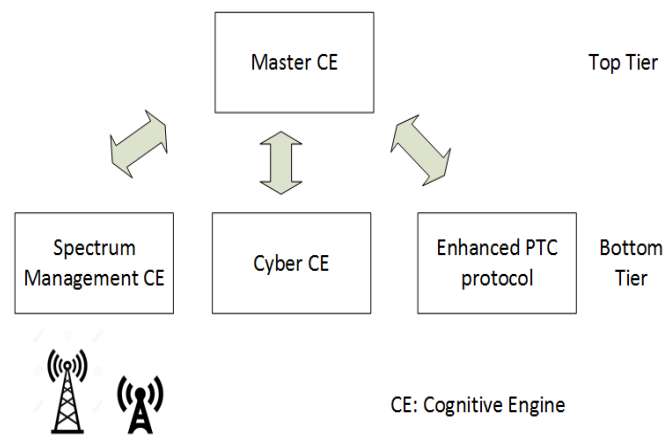 Master CE
Top Tier
Spectrum
Management CE
Cyber CE
Enhanced PTC
protocol
Bottom
Tier
CE: Cognitive Engine